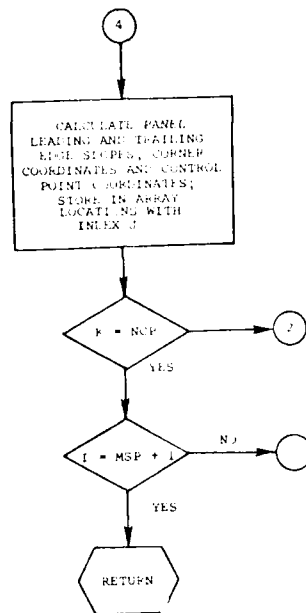 4
CALCULATE PANEL
LEADING AND TRAILING
EDGE SLOPES, CORNER
COORDINATES AND CONTROL
POINT COORDINATES;
STORE IN ARRAY
LOCATIONS WITH
INDEX J
K = NCP
2
YES
I = MSP + 1
NO
YES
RETURN